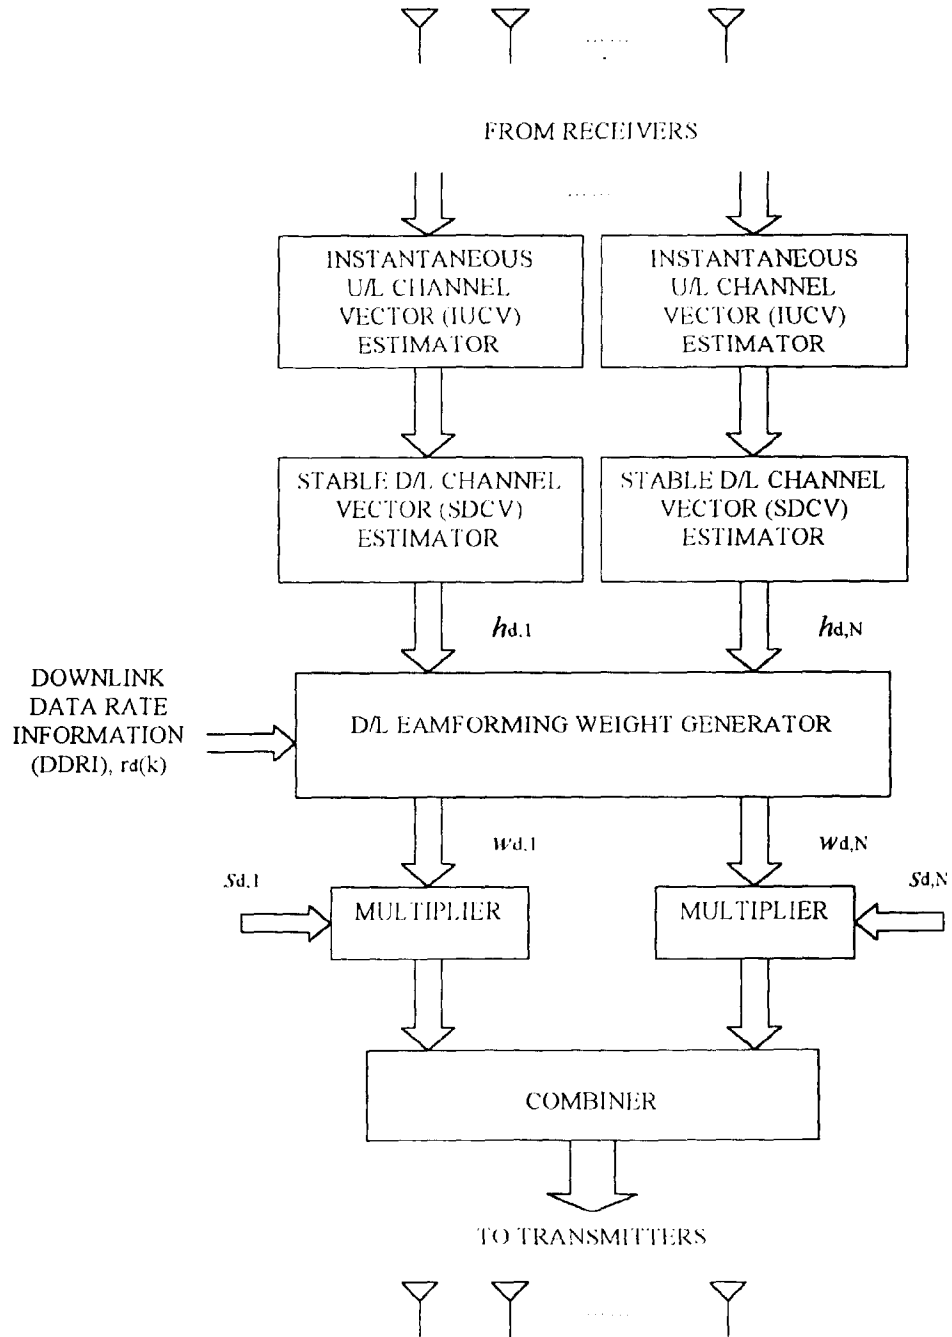 ......
FROM RECEIVERS
......
INSTANTANEOUS
U/L CHANNEL
VECTOR (IUCV)
ESTIMATOR
INSTANTANEOUS
U/L CHANNEL
VECTOR (IUCV)
ESTIMATOR
STABLE D/L CHANNEL
VECTOR (SDCV)
ESTIMATOR
STABLE D/L CHANNEL
VECTOR (SDCV)
ESTIMATOR
hd,1
hd,N
DOWNLINK
DATA RATE
INFORMATION
(DDRI), rd(k)
D/L EAMFORMING WEIGHT GENERATOR
wd,1
wd,N
sd,1
sd,N
MULTIPLIER
MULTIPLIER
COMBINER
TO TRANSMITTERS
......